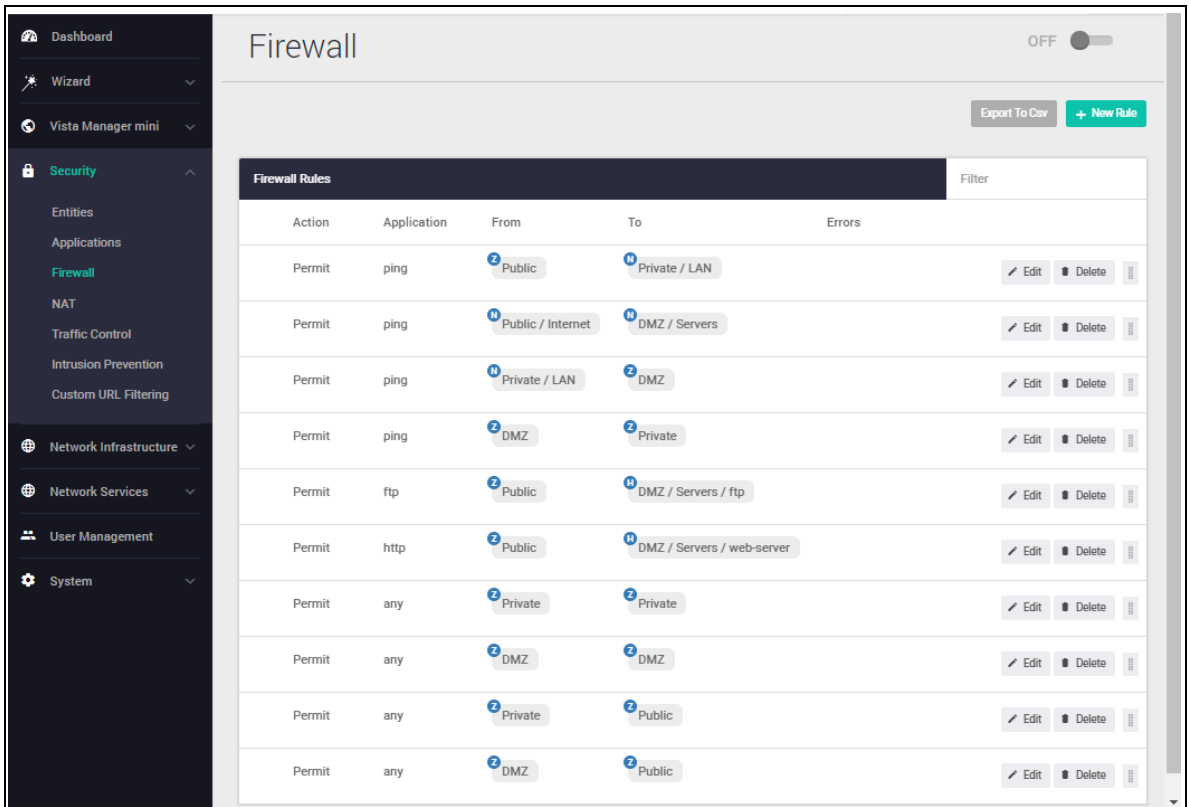 Dashboard
Wizard
Vista Manager mini
Security
Entities
Applications
Firewall
NAT
Traffic Control
Intrusion Prevention
Custom URL Filtering
Network Infrastructure
Network Services
User Management
System
Firewall
OFF
Export To Csv
+ New Rule
Firewall Rules
Filter
Action Application From To Errors
Permit ping Z Public N Private / LAN Edit Delete
Permit ping N Public / Internet N DMZ / Servers Edit Delete
Permit ping N Private / LAN Z DMZ Edit Delete
Permit ping Z DMZ Z Private Edit Delete
Permit ftp Z Public H DMZ / Servers / ftp Edit Delete
Permit http Z Public H DMZ / Servers / web-server Edit Delete
Permit any Z Private Z Private Edit Delete
Permit any Z DMZ Z DMZ Edit Delete
Permit any Z Private Z Public Edit Delete
Permit any Z DMZ Z Public Edit Delete